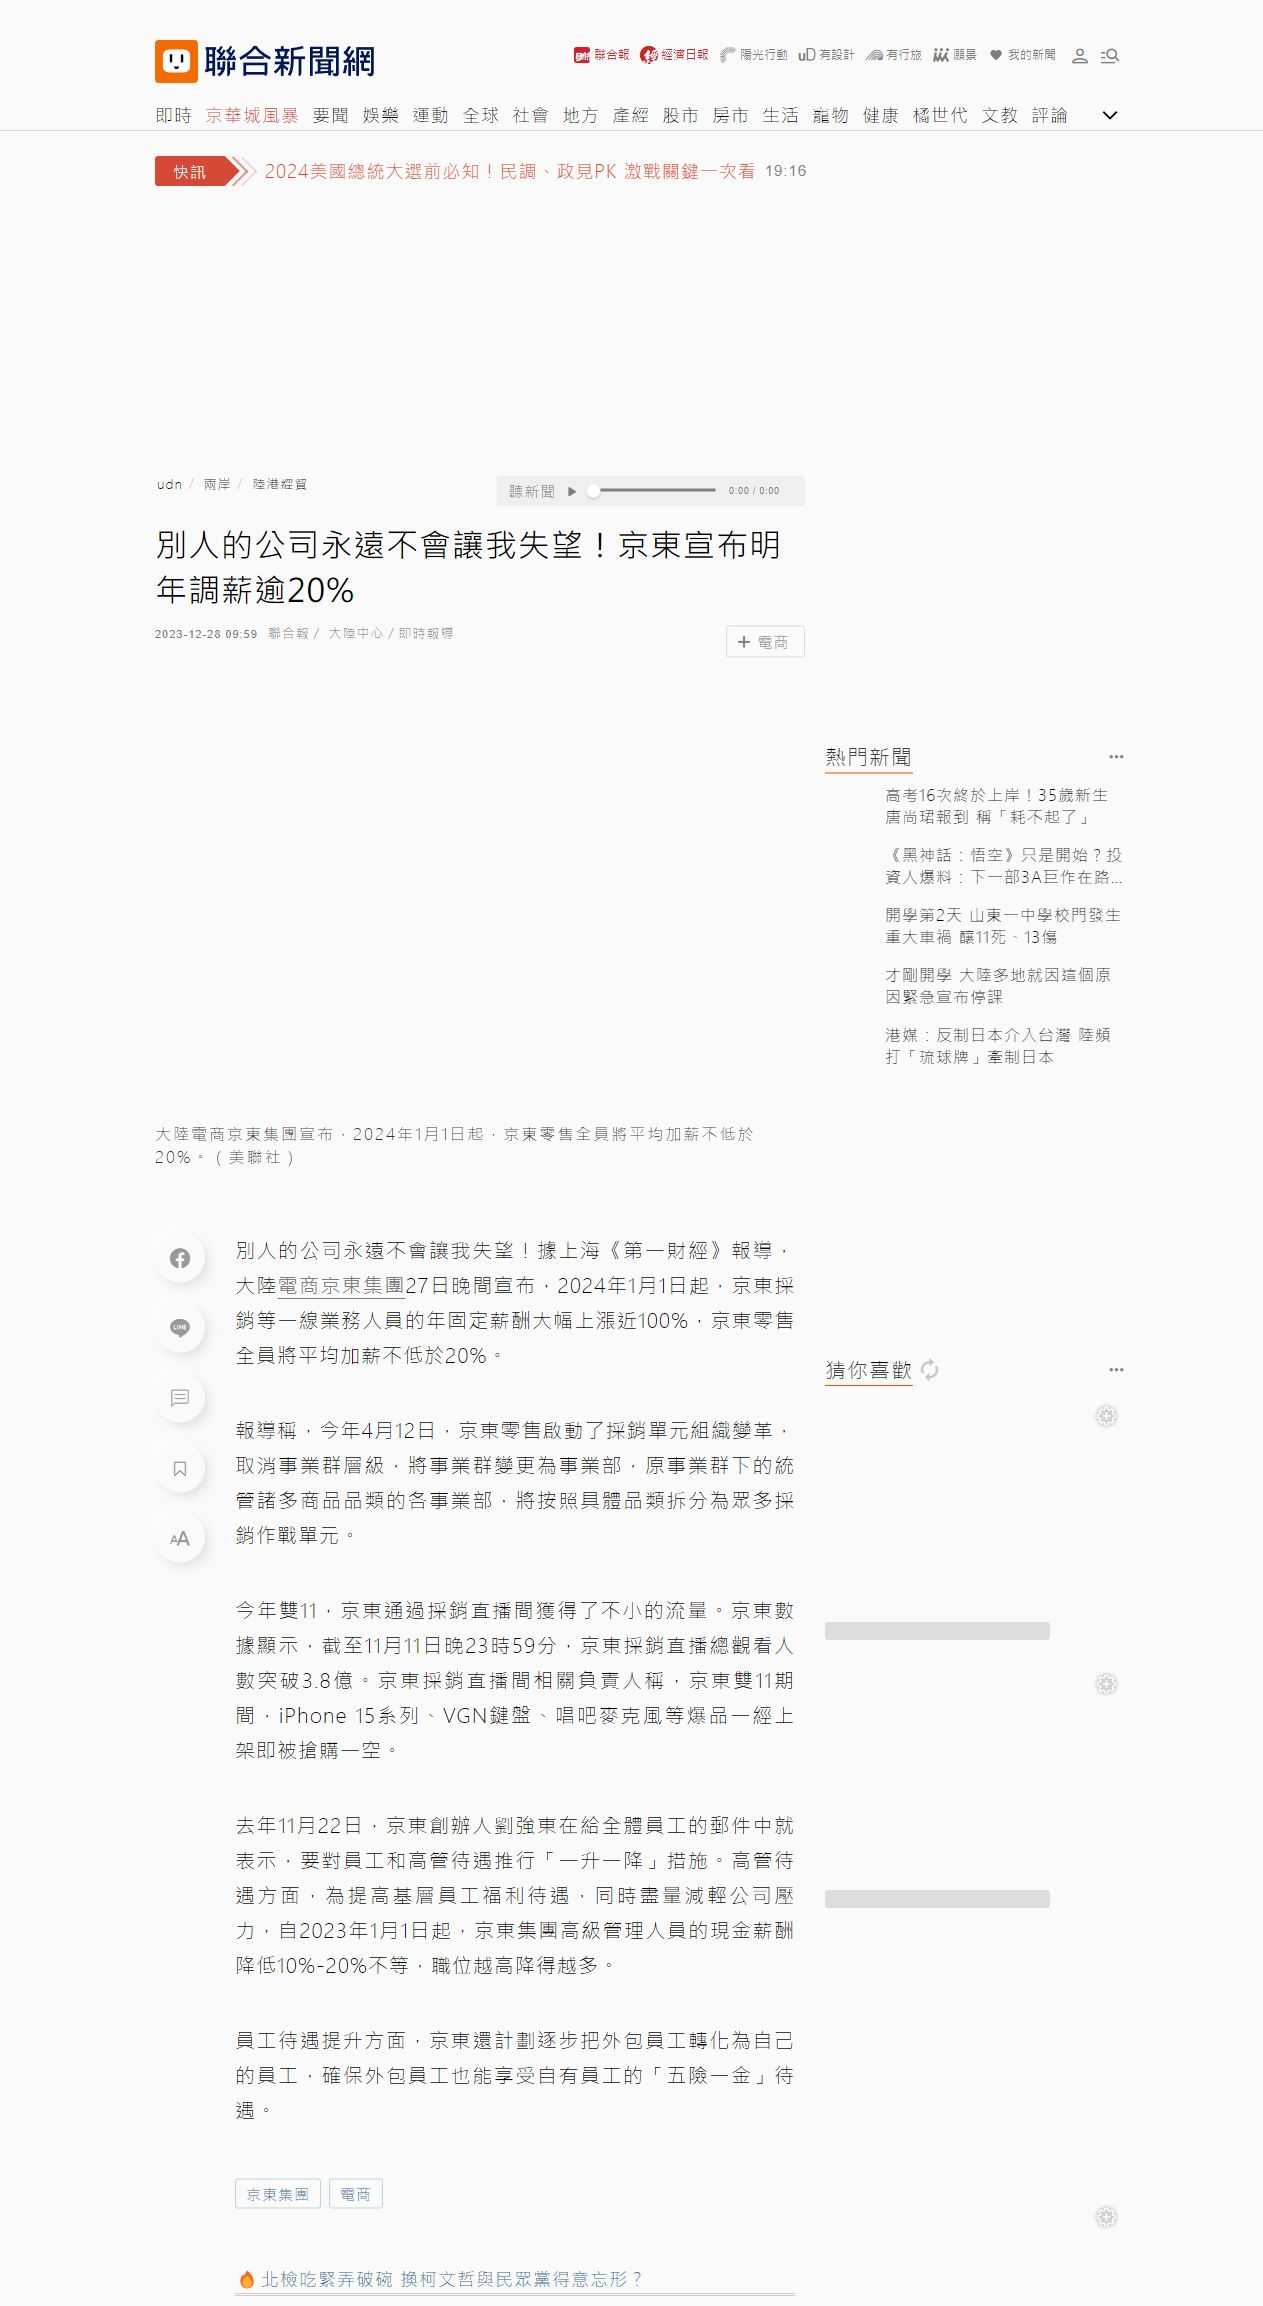 聯合新聞網
聯合報 經濟日報 陽光行動 uD有設計 有行旅 願景 我的新聞
即時 京華城風暴 要聞 娛樂 運動 全球 社會 地方 產經 股市 房市 生活 寵物 健康 橘世代 文教 評論
快訊 2024美國總統大選前必知！民調、政見PK 激戰關鍵一次看 19:16
udn / 兩岸 / 陸港經貿
聽新聞 0:00 / 0:00
別人的公司永遠不會讓我失望！京東宣布明
年調薪逾20%
2023-12-28 09:59 聯合報 / 大陸中心 / 即時報導
+ 電商
熱門新聞
高考16次終於上岸！35歲新生
唐尚珺報到 稱「耗不起了」
《黑神話：悟空》只是開始？投
資人爆料：下一部3A巨作在路...
開學第2天 山東一中學校門發生
重大車禍 釀11死、13傷
才剛開學 大陸多地就因這個原
因緊急宣布停課
港媒：反制日本介入台灣 陸頻
打「琉球牌」牽制日本
大陸電商京東集團宣布，2024年1月1日起，京東零售全員將平均加薪不低於
20%。（美聯社）
別人的公司永遠不會讓我失望！據上海《第一財經》報導，
大陸電商京東集團27日晚間宣布，2024年1月1日起，京東採
銷等一線業務人員的年固定薪酬大幅上漲近100%，京東零售
全員將平均加薪不低於20%。
報導稱，今年4月12日，京東零售啟動了採銷單元組織變革，
取消事業群層級，將事業群變更為事業部，原事業群下的統
管諸多商品品類的各事業部，將按照具體品類拆分為眾多採
銷作戰單元。
今年雙11，京東通過採銷直播間獲得了不小的流量。京東數
據顯示，截至11月11日晚23時59分，京東採銷直播總觀看人
數突破3.8億。京東採銷直播間相關負責人稱，京東雙11期
間，iPhone 15系列、VGN鍵盤、唱吧麥克風等爆品一經上
架即被搶購一空。
去年11月22日，京東創辦人劉強東在給全體員工的郵件中就
表示，要對員工和高管待遇推行「一升一降」措施。高管待
遇方面，為提高基層員工福利待遇，同時盡量減輕公司壓
力，自2023年1月1日起，京東集團高級管理人員的現金薪酬
降低10%-20%不等，職位越高降得越多。
員工待遇提升方面，京東還計劃逐步把外包員工轉化為自己
的員工，確保外包員工也能享受自有員工的「五險一金」待
遇。
LINE
AA
猜你喜歡
京東集團 電商
北檢吃緊弄破碗 換柯文哲與民眾黨得意忘形？